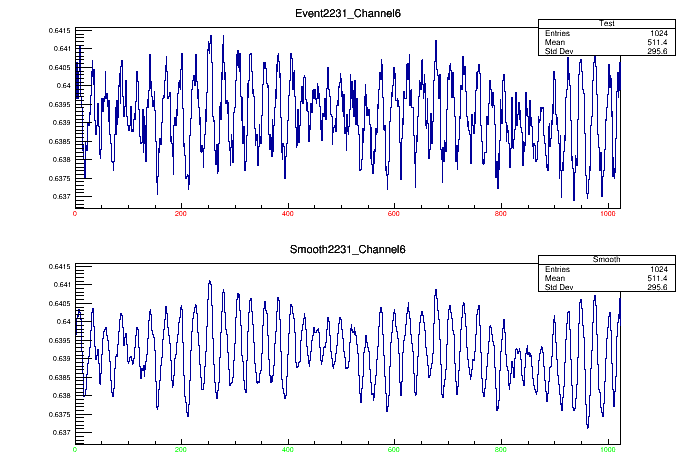 Event2231_Channel6
Test
Entries 1024
Mean 511.4
Std Dev 295.6
0.6415
0.641
0.6405
0.64
0.6395
0.639
0.6385
0.638
0.6375
0.637
0 200 400 600 800 1000
Smooth2231_Channel6
Smooth
Entries 1024
Mean 511.4
Std Dev 295.6
0.6415
0.641
0.6405
0.64
0.6395
0.639
0.6385
0.638
0.6375
0.637
0 200 400 600 800 1000